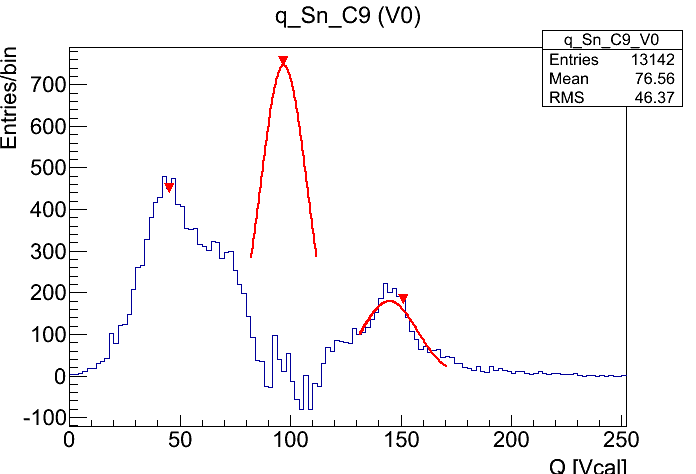 q_Sn_C9 (V0)
q_Sn_C9_V0
Entries 13142
Mean 76.56
RMS 46.37
Entries/bin
700
600
500
400
300
200
100
0
-100
0 50 100 150 200 250
Q [Vcal]